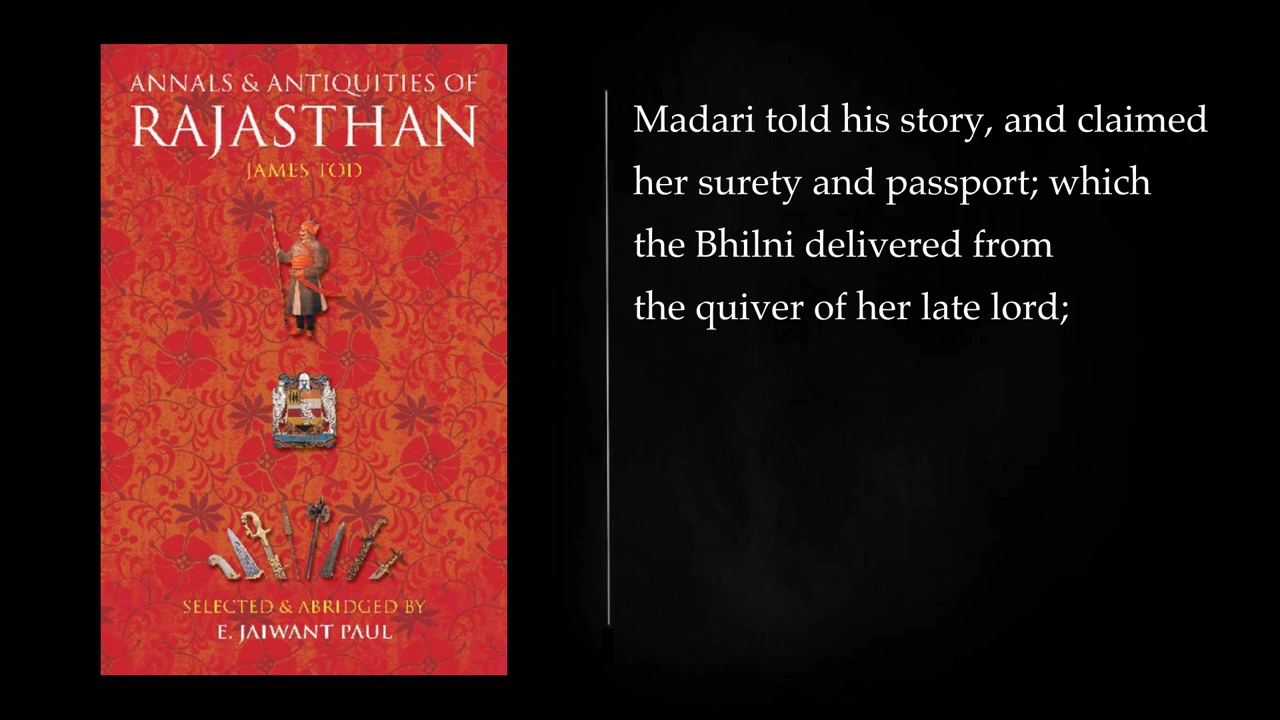 ANNALS & ANTIQUITIES OF
RAJASTHAN
JAMES TOD
SELECTED & ABRIDGED BY
E. JAIWANT PAUL
Madari told his story, and claimed
her surety and passport; which
the Bhilni delivered from
the quiver of her late lord;